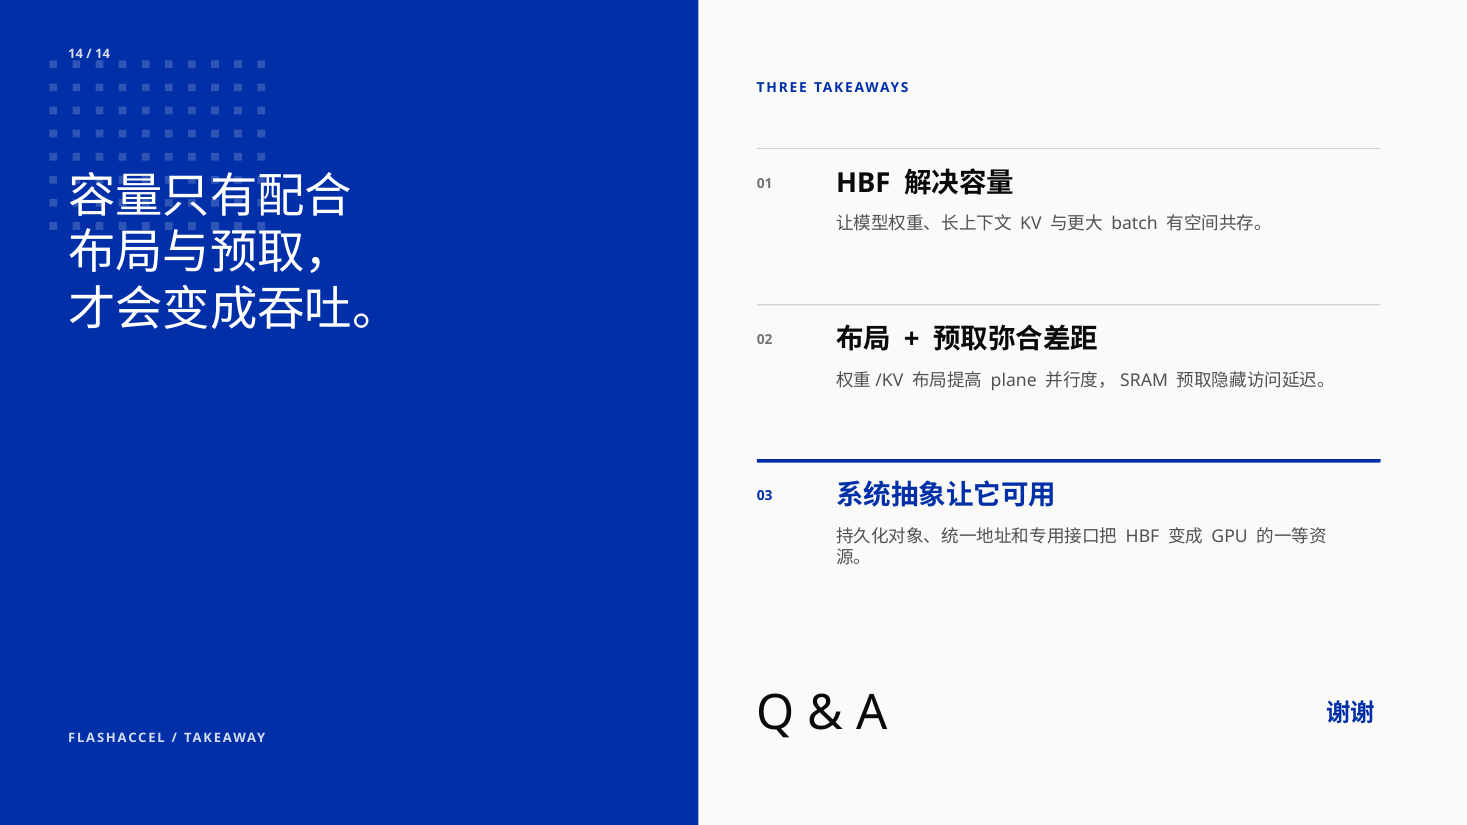 14 / 14
容量只有配合
布局与预取，
才会变成吞吐。
FLASHACCEL / TAKEAWAY
THREE TAKEAWAYS
01
HBF 解决容量
让模型权重、长上下文 KV 与更大 batch 有空间共存。
02
布局 + 预取弥合差距
权重 /KV 布局提高 plane 并行度， SRAM 预取隐藏访问延迟。
03
系统抽象让它可用
持久化对象、统一地址和专用接口把 HBF 变成 GPU 的一等资
源。
Q & A
谢谢